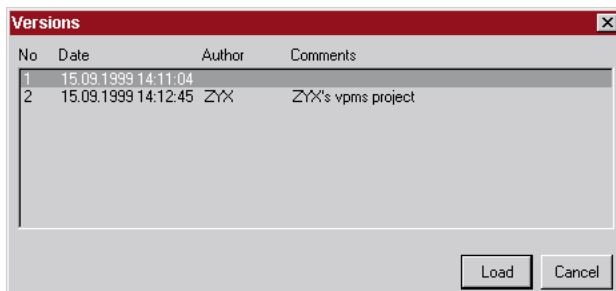 Versions
No Date Author Comments
1 15.09.1999 14:11:04
2 15.09.1999 14:12:45 ZYX ZYX's vpms project
Load Cancel